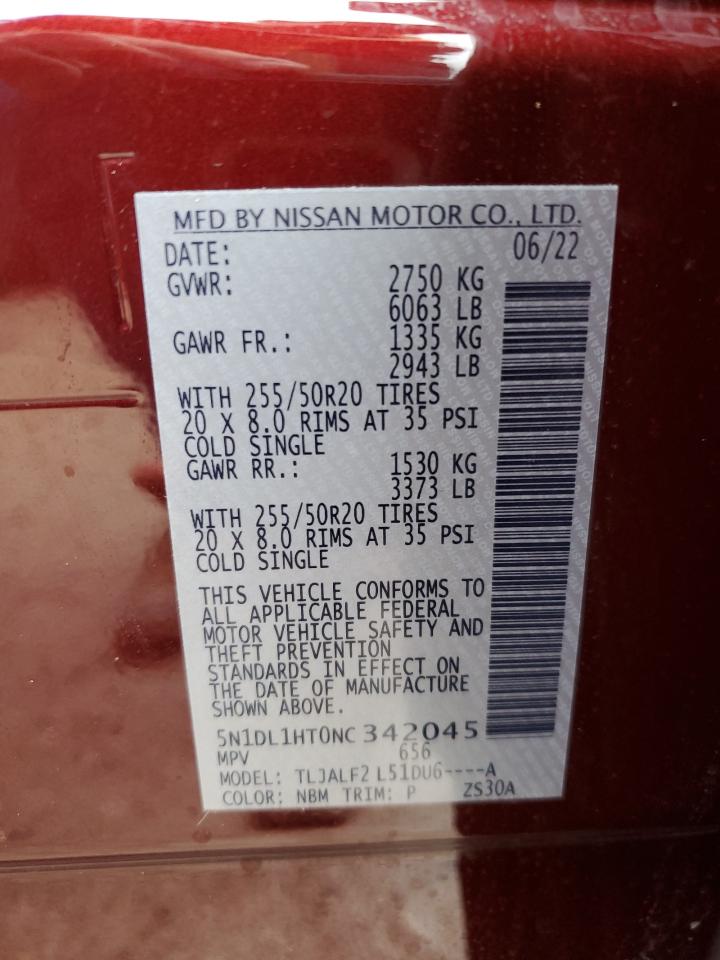 MFD BY NISSAN MOTOR CO., LTD.
DATE: 06/22
GVWR: 2750 KG
6063 LB
GAWR FR.: 1335 KG
2943 LB
WITH 255/50R20 TIRES
20 X 8.0 RIMS AT 35 PSI
COLD SINGLE
GAWR RR.: 1530 KG
3373 LB
WITH 255/50R20 TIRES
20 X 8.0 RIMS AT 35 PSI
COLD SINGLE
THIS VEHICLE CONFORMS TO
ALL APPLICABLE FEDERAL
MOTOR VEHICLE SAFETY AND
THEFT PREVENTION
STANDARDS IN EFFECT ON
THE DATE OF MANUFACTURE
SHOWN ABOVE.
5N1DL1HT0NC 342045
MPV 656
MODEL: TLJALF2 L51DU6----A
COLOR: NBM TRIM: P ZS30A